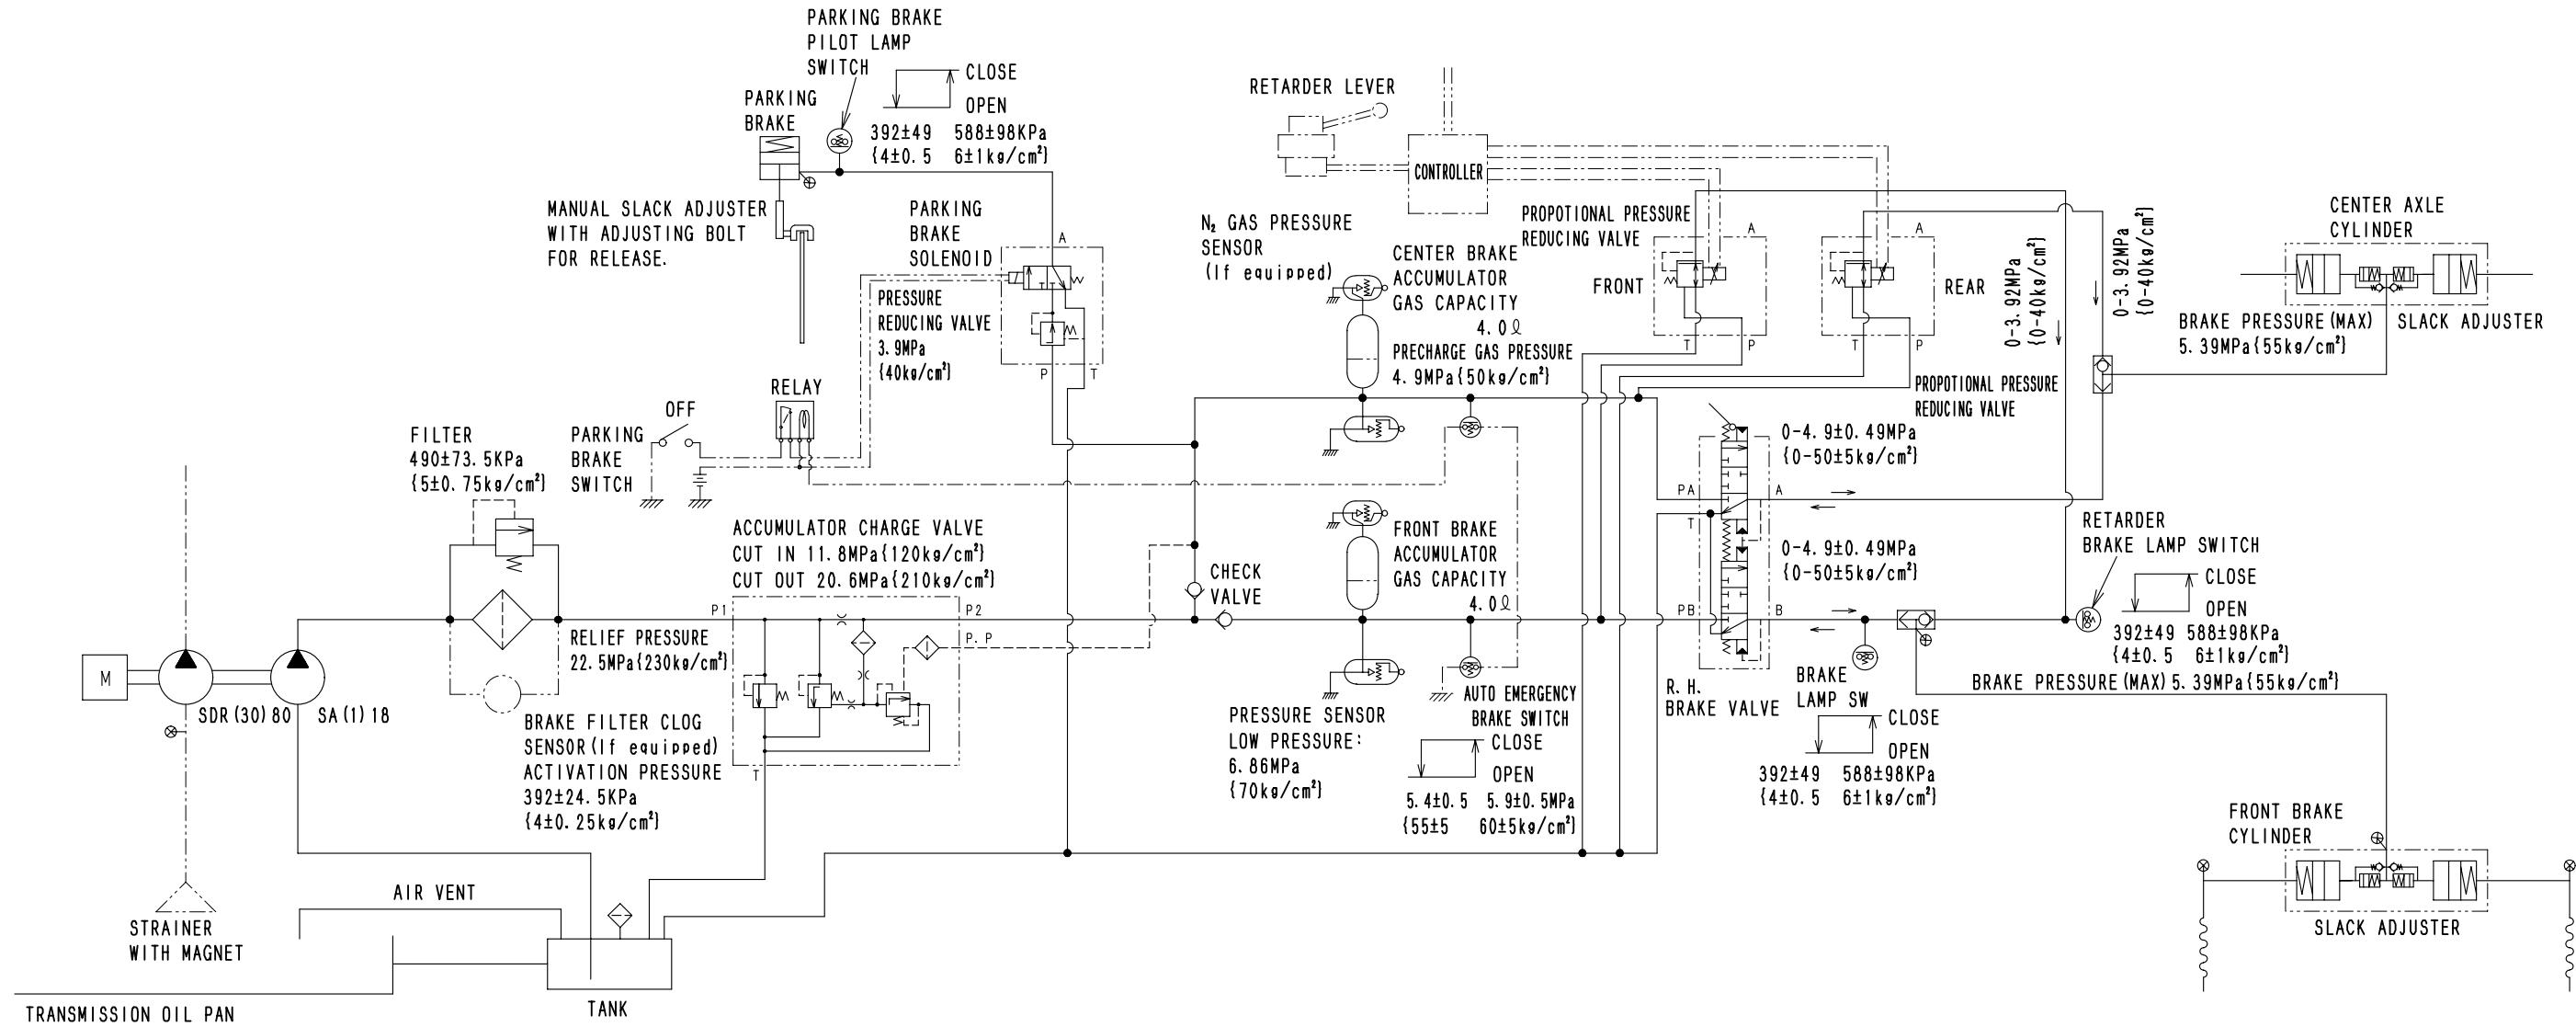 PARKING BRAKE
PILOT LAMP
SWITCH
CLOSE
OPEN
392±49 588±98KPa
{4±0.5 6±1kg/cm²}
PARKING
BRAKE
MANUAL SLACK ADJUSTER
WITH ADJUSTING BOLT
FOR RELEASE.
PARKING
BRAKE
SOLENOID
A
PRESSURE
REDUCING VALVE
3.9MPa
{40kg/cm²}
P
T
RELAY
OFF
PARKING
BRAKE
SWITCH
FILTER
490±73.5KPa
{5±0.75kg/cm²}
ACCUMULATOR CHARGE VALVE
CUT IN 11.8MPa{120kg/cm²}
CUT OUT 20.6MPa{210kg/cm²}
P1
P2
P.P
T
RELIEF PRESSURE
22.5MPa{230kg/cm²}
M
SDR(30)80
SA(1)18
BRAKE FILTER CLOG
SENSOR(If equipped)
ACTIVATION PRESSURE
392±24.5KPa
{4±0.25kg/cm²}
CHECK
VALVE
STRAINER
WITH MAGNET
AIR VENT
TANK
TRANSMISSION OIL PAN
RETARDER LEVER
CONTROLLER
N₂ GAS PRESSURE
SENSOR
(If equipped)
CENTER BRAKE
ACCUMULATOR
GAS CAPACITY
4.0ℓ
PRECHARGE GAS PRESSURE
4.9MPa{50kg/cm²}
PROPOTIONAL PRESSURE
REDUCING VALVE
FRONT
A
T
P
REAR
A
T
P
PROPOTIONAL PRESSURE
REDUCING VALVE
0-3.92MPa
{0-40kg/cm²}
0-3.92MPa
{0-40kg/cm²}
CENTER AXLE
CYLINDER
BRAKE PRESSURE(MAX)
5.39MPa{55kg/cm²}
SLACK ADJUSTER
FRONT BRAKE
ACCUMULATOR
GAS CAPACITY
4.0ℓ
PRESSURE SENSOR
LOW PRESSURE:
6.86MPa
{70kg/cm²}
AUTO EMERGENCY
BRAKE SWITCH
CLOSE
OPEN
5.4±0.5 5.9±0.5MPa
{55±5 60±5kg/cm²}
0-4.9±0.49MPa
{0-50±5kg/cm²}
PA
A
T
0-4.9±0.49MPa
{0-50±5kg/cm²}
PB
B
R.H.
BRAKE VALVE
BRAKE
LAMP SW
CLOSE
OPEN
392±49 588±98KPa
{4±0.5 6±1kg/cm²}
RETARDER
BRAKE LAMP SWITCH
CLOSE
OPEN
392±49 588±98KPa
{4±0.5 6±1kg/cm²}
BRAKE PRESSURE(MAX)5.39MPa{55kg/cm²}
FRONT BRAKE
CYLINDER
SLACK ADJUSTER